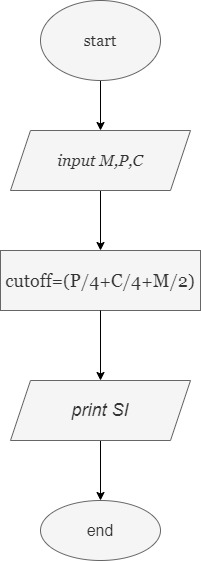 start
input M,P,C
cutoff=(P/4+C/4+M/2)
print SI
end